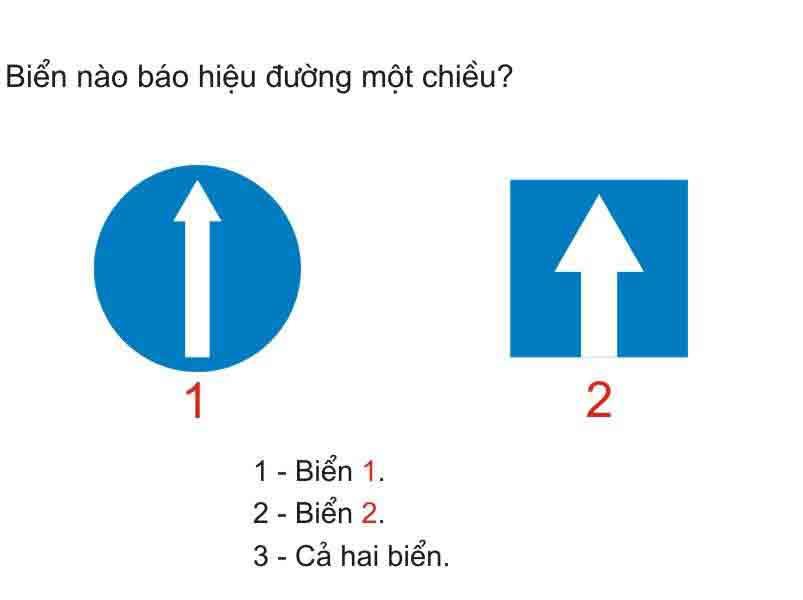 Biển nào báo hiệu đường một chiều?
1
2
1 - Biển 1.
2 - Biển 2.
3 - Cả hai biển.